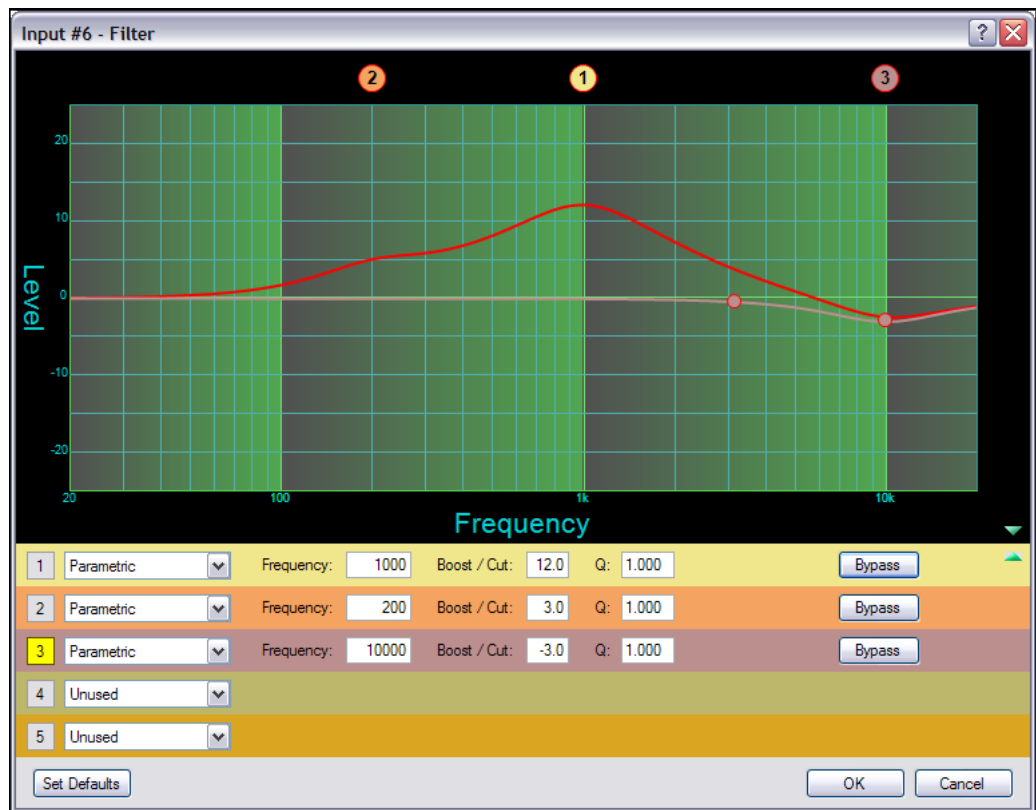 Input #6 - Filter
?
2 1 3
20
10
0
-10
-20
Level
20 100 1k 10k
Frequency
1 Parametric Frequency: 1000 Boost / Cut: 12.0 Q: 1.000 Bypass
2 Parametric Frequency: 200 Boost / Cut: 3.0 Q: 1.000 Bypass
3 Parametric Frequency: 10000 Boost / Cut: -3.0 Q: 1.000 Bypass
4 Unused
5 Unused
Set Defaults OK Cancel